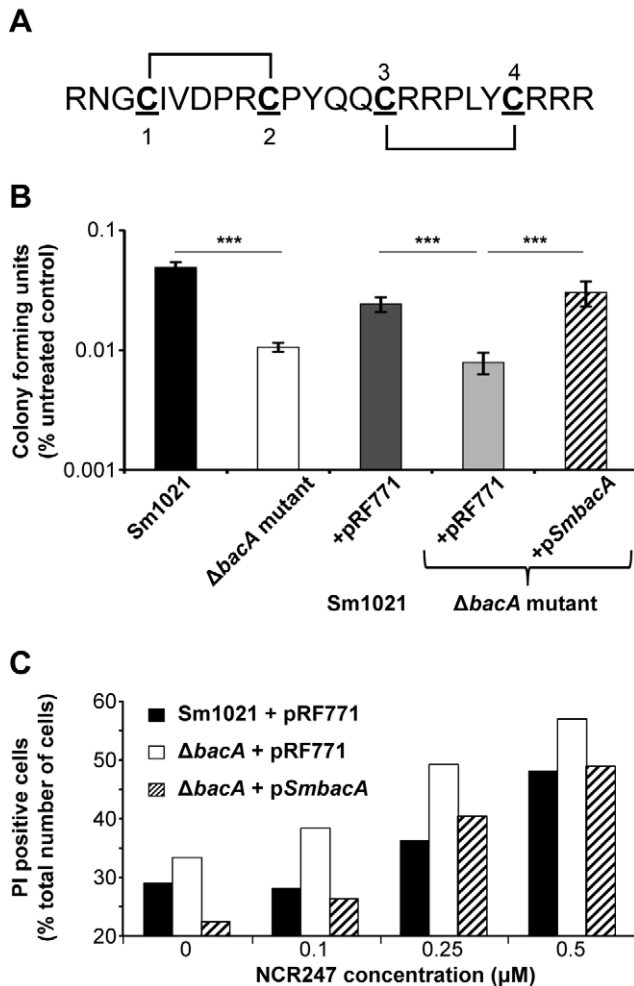 A
3 4
RNGCIVDPRCPYQQCRRPLYCRRR
1 2
B
Colony forming units
(% untreated control)
0.1
0.01
0.001
*** *** ***
Sm1021
ΔbacA mutant
+pRF771
+pRF771
+pSmbacA
Sm1021 ΔbacA mutant
C
PI positive cells
(% total number of cells)
60
50
40
30
20
Sm1021 + pRF771
ΔbacA + pRF771
ΔbacA + pSmbacA
0 0.1 0.25 0.5
NCR247 concentration (µM)